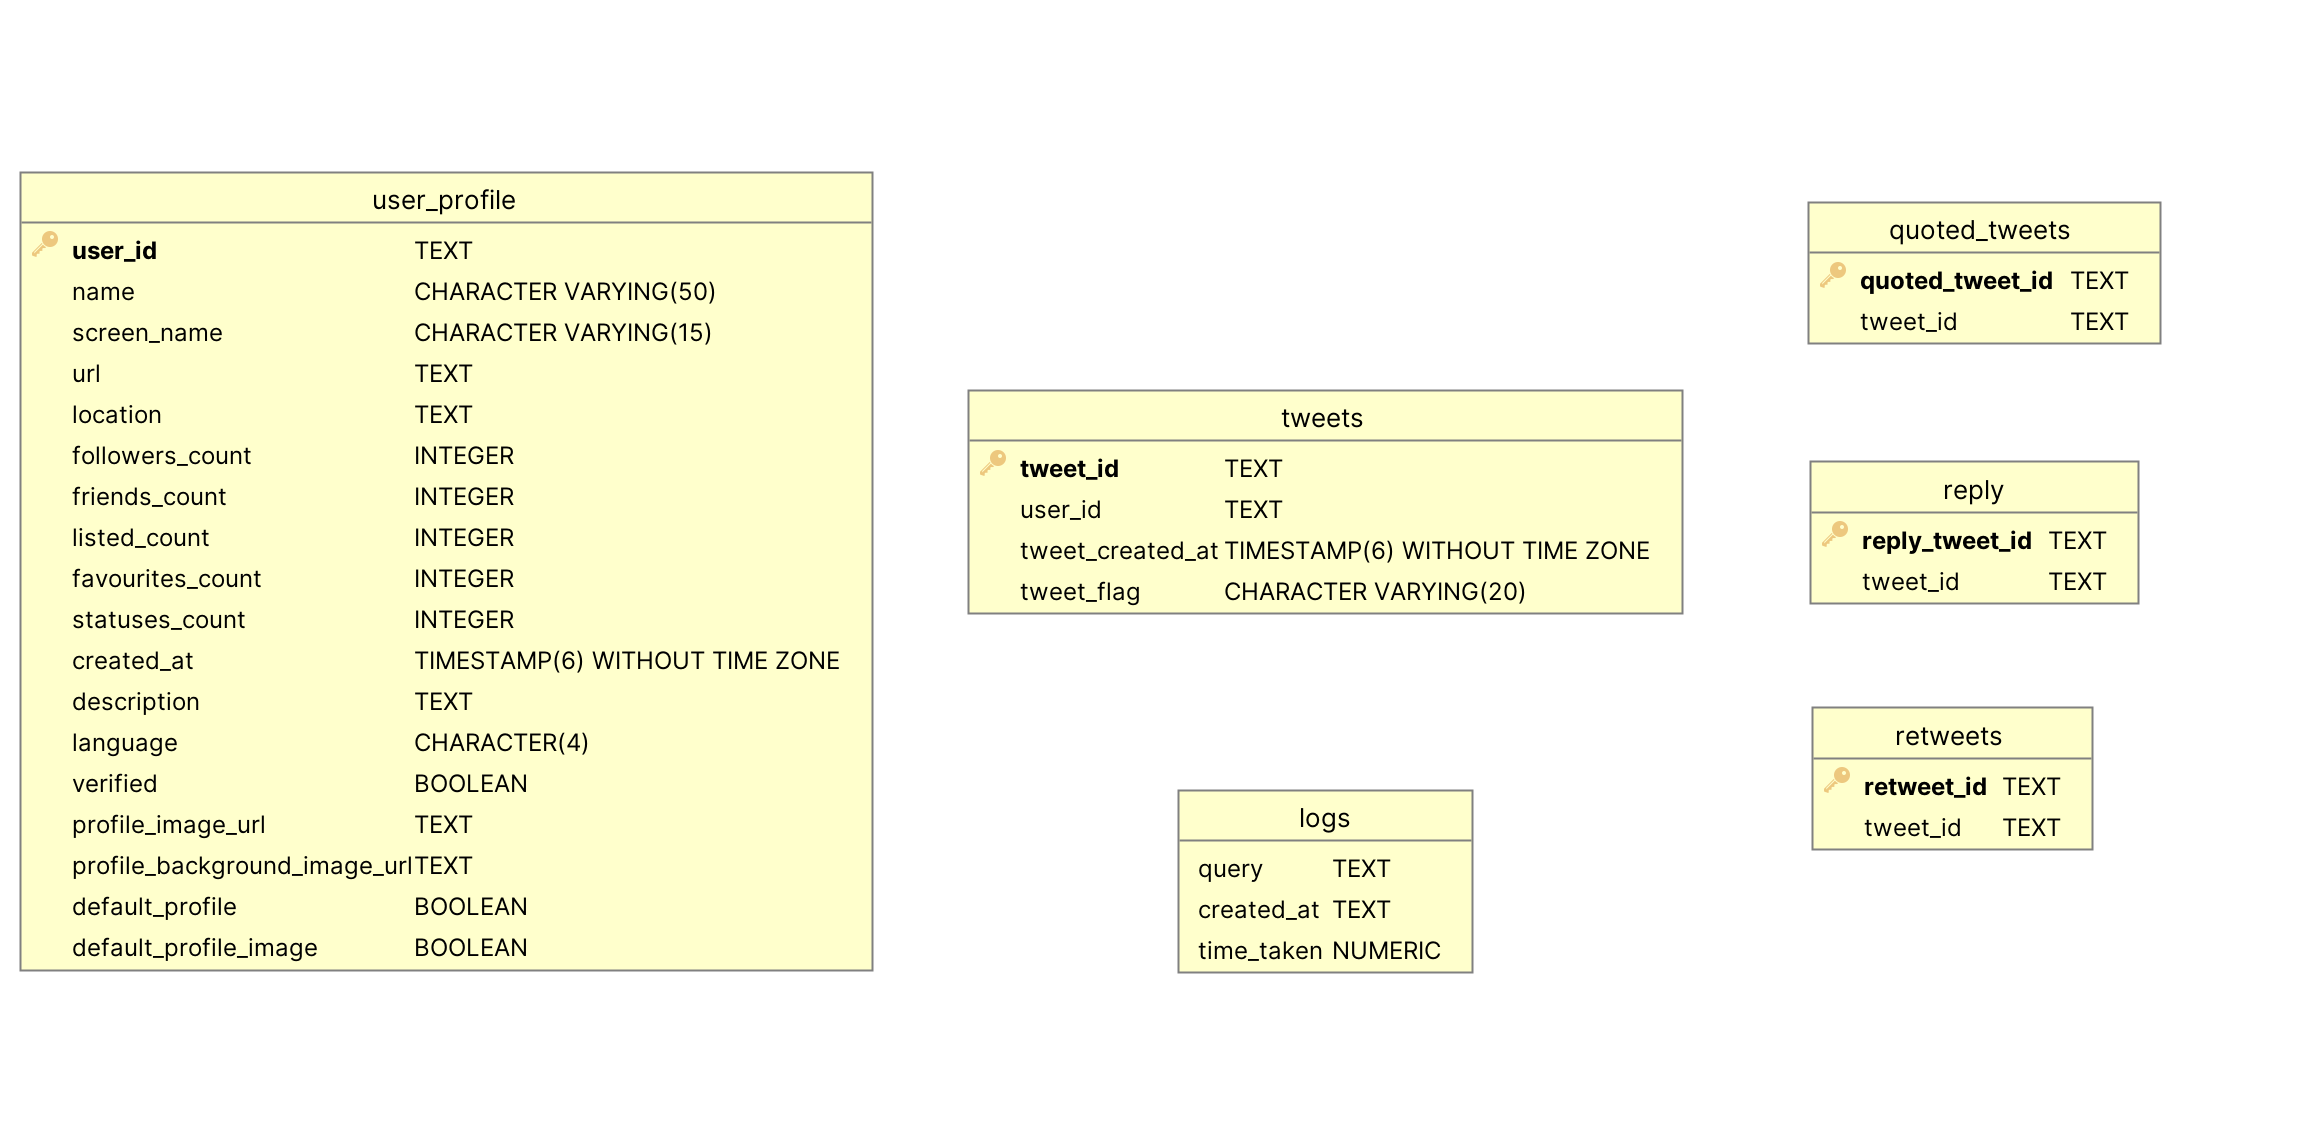 user_profile
user_id TEXT
name CHARACTER VARYING(50)
screen_name CHARACTER VARYING(15)
url TEXT
location TEXT
followers_count INTEGER
friends_count INTEGER
listed_count INTEGER
favourites_count INTEGER
statuses_count INTEGER
created_at TIMESTAMP(6) WITHOUT TIME ZONE
description TEXT
language CHARACTER(4)
verified BOOLEAN
profile_image_url TEXT
profile_background_image_url TEXT
default_profile BOOLEAN
default_profile_image BOOLEAN
tweets
tweet_id TEXT
user_id TEXT
tweet_created_at TIMESTAMP(6) WITHOUT TIME ZONE
tweet_flag CHARACTER VARYING(20)
logs
query TEXT
created_at TEXT
time_taken NUMERIC
quoted_tweets
quoted_tweet_id TEXT
tweet_id TEXT
reply
reply_tweet_id TEXT
tweet_id TEXT
retweets
retweet_id TEXT
tweet_id TEXT